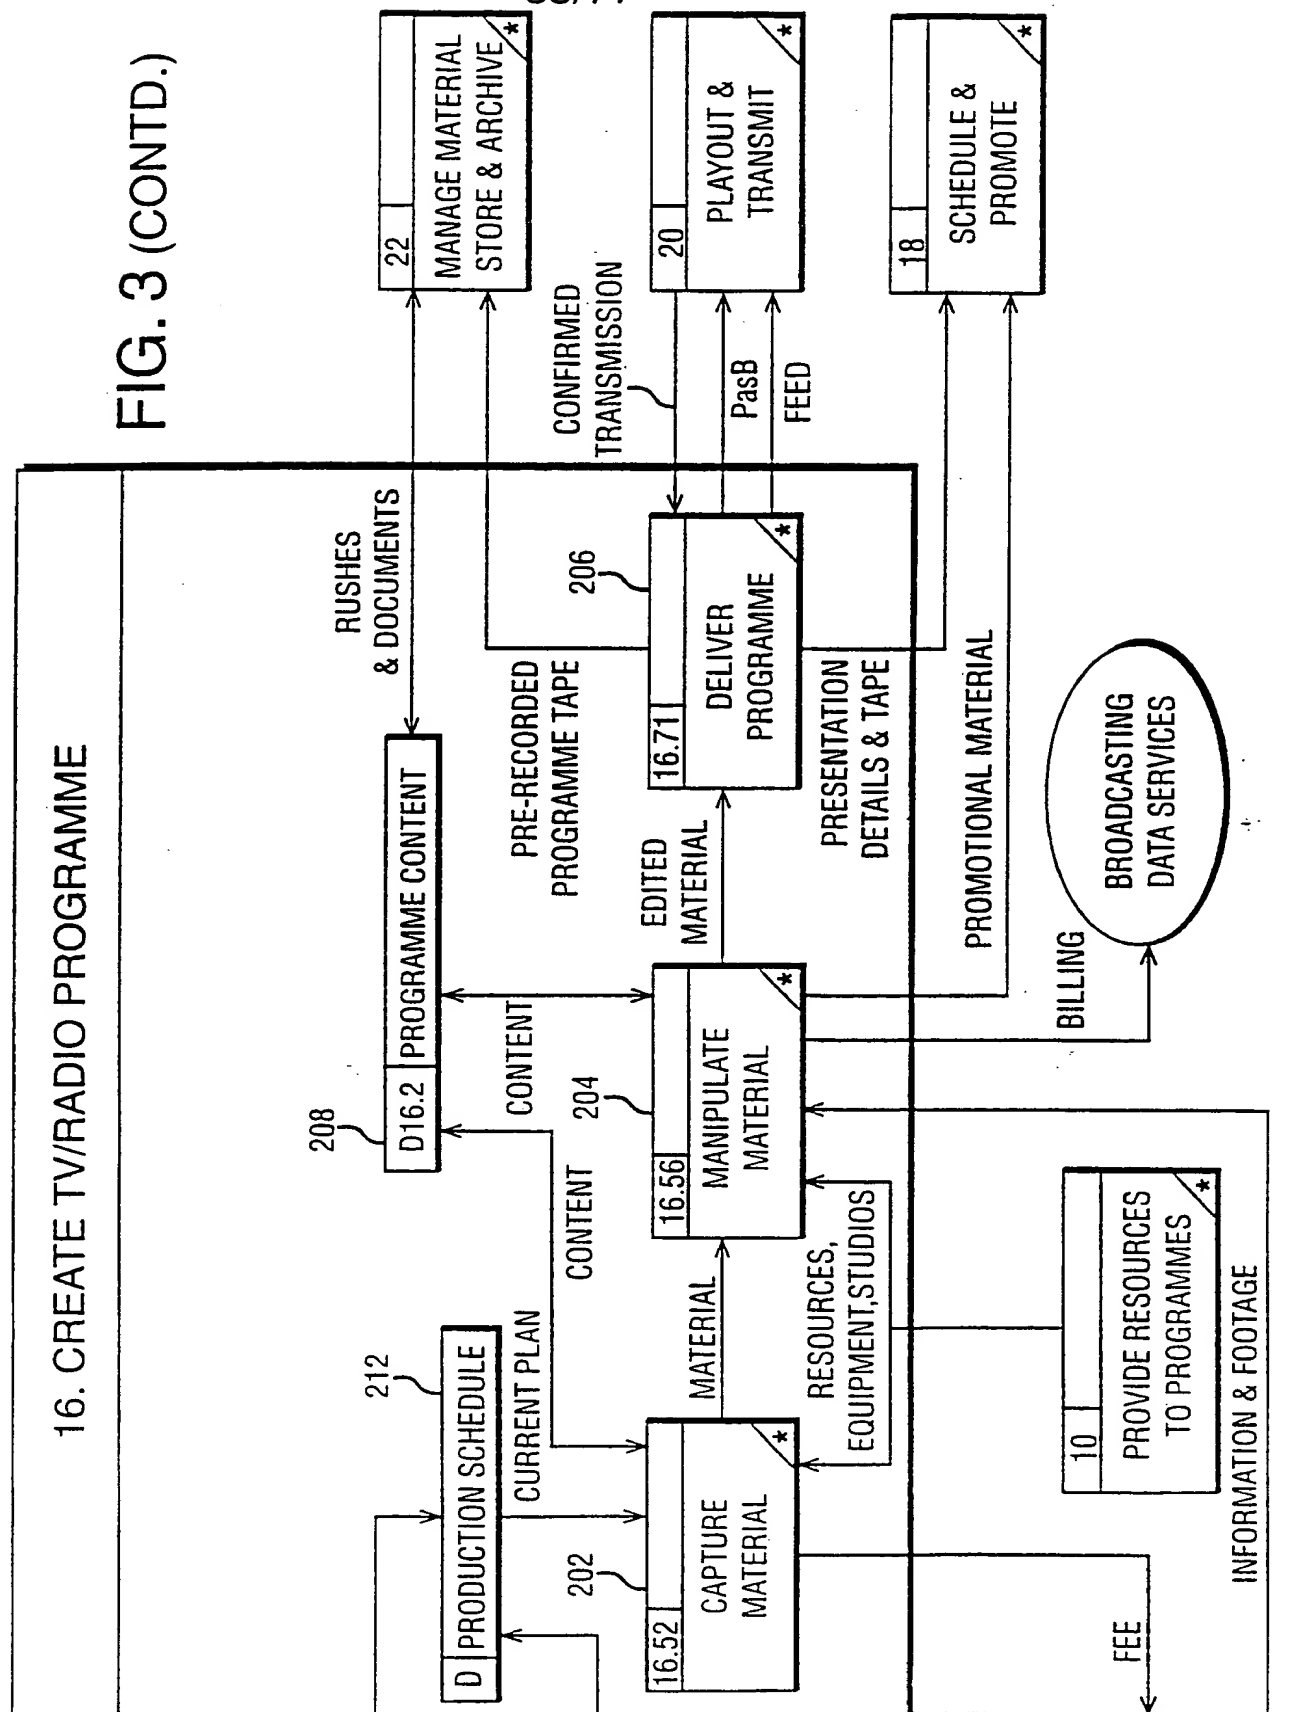 FIG. 3 (CONTD.)
16. CREATE TV/RADIO PROGRAMME
22
MANAGE MATERIAL
STORE & ARCHIVE
*
20
PLAYOUT &
TRANSMIT
*
18
SCHEDULE &
PROMOTE
*
RUSHES
& DOCUMENTS
PRE-RECORDED
PROGRAMME TAPE
CONFIRMED
TRANSMISSION
PasB
FEED
206
16.71
DELIVER
PROGRAMME
*
PRESENTATION
DETAILS & TAPE
PROMOTIONAL MATERIAL
BROADCASTING
DATA SERVICES
BILLING
208
D16.2
PROGRAMME CONTENT
CONTENT
CONTENT
EDITED
MATERIAL
204
16.56
MANIPULATE
MATERIAL
*
212
D
PRODUCTION SCHEDULE
CURRENT PLAN
MATERIAL
RESOURCES,
EQUIPMENT,STUDIOS
202
16.52
CAPTURE
MATERIAL
*
10
PROVIDE RESOURCES
TO PROGRAMMES
*
INFORMATION & FOOTAGE
FEE